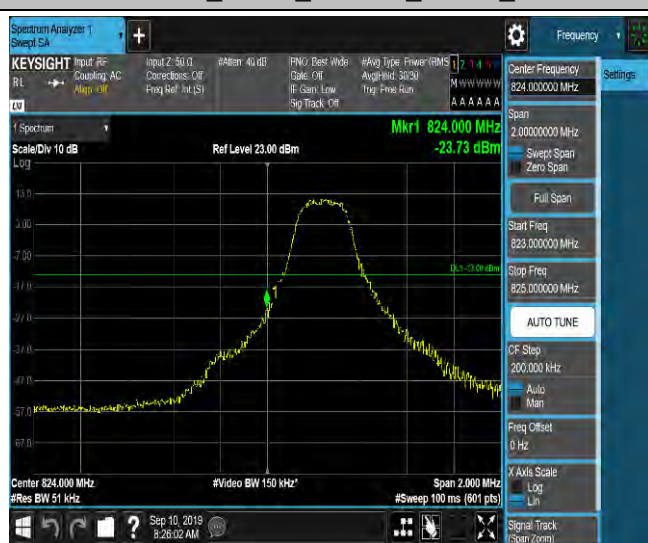 Spectrum Analyzer 1
Swept SA
+
Frequency
KEYSIGHT Input: RF
RL
Coupling: AC
Align: Off
Input Z: 50 Ω
Corrections: Off
Freq Ref: Int (S)
#Atten: 40 dB
PNO: Best Wide
Gate: Off
IF Gain: Low
Sig Track: Off
#Avg Type: Power (RMS)
Avg|Hold: 30/30
Trig: Free Run
M W W W W W
A A A A A A
LXI
1 Spectrum
Scale/Div 10 dB
Log
Ref Level 23.00 dBm
Mkr1 824.000 MHz
-23.73 dBm
13.0
3.00
-7.00
-17.0
-27.0
-37.0
-47.0
-57.0
-67.0
DL1 -13.00 dBm
1
Center 824.000 MHz
#Res BW 51 kHz
#Video BW 150 kHz*
Span 2.000 MHz
#Sweep 100 ms (601 pts)
Sep 10, 2019
8:26:02 AM
Center Frequency
824.000000 MHz
Settings
Span
2.00000000 MHz
Swept Span
Zero Span
Full Span
Start Freq
823.000000 MHz
Stop Freq
825.000000 MHz
AUTO TUNE
CF Step
200.000 kHz
Auto
Man
Freq Offset
0 Hz
X Axis Scale
Log
Lin
Signal Track
(Span Zoom)